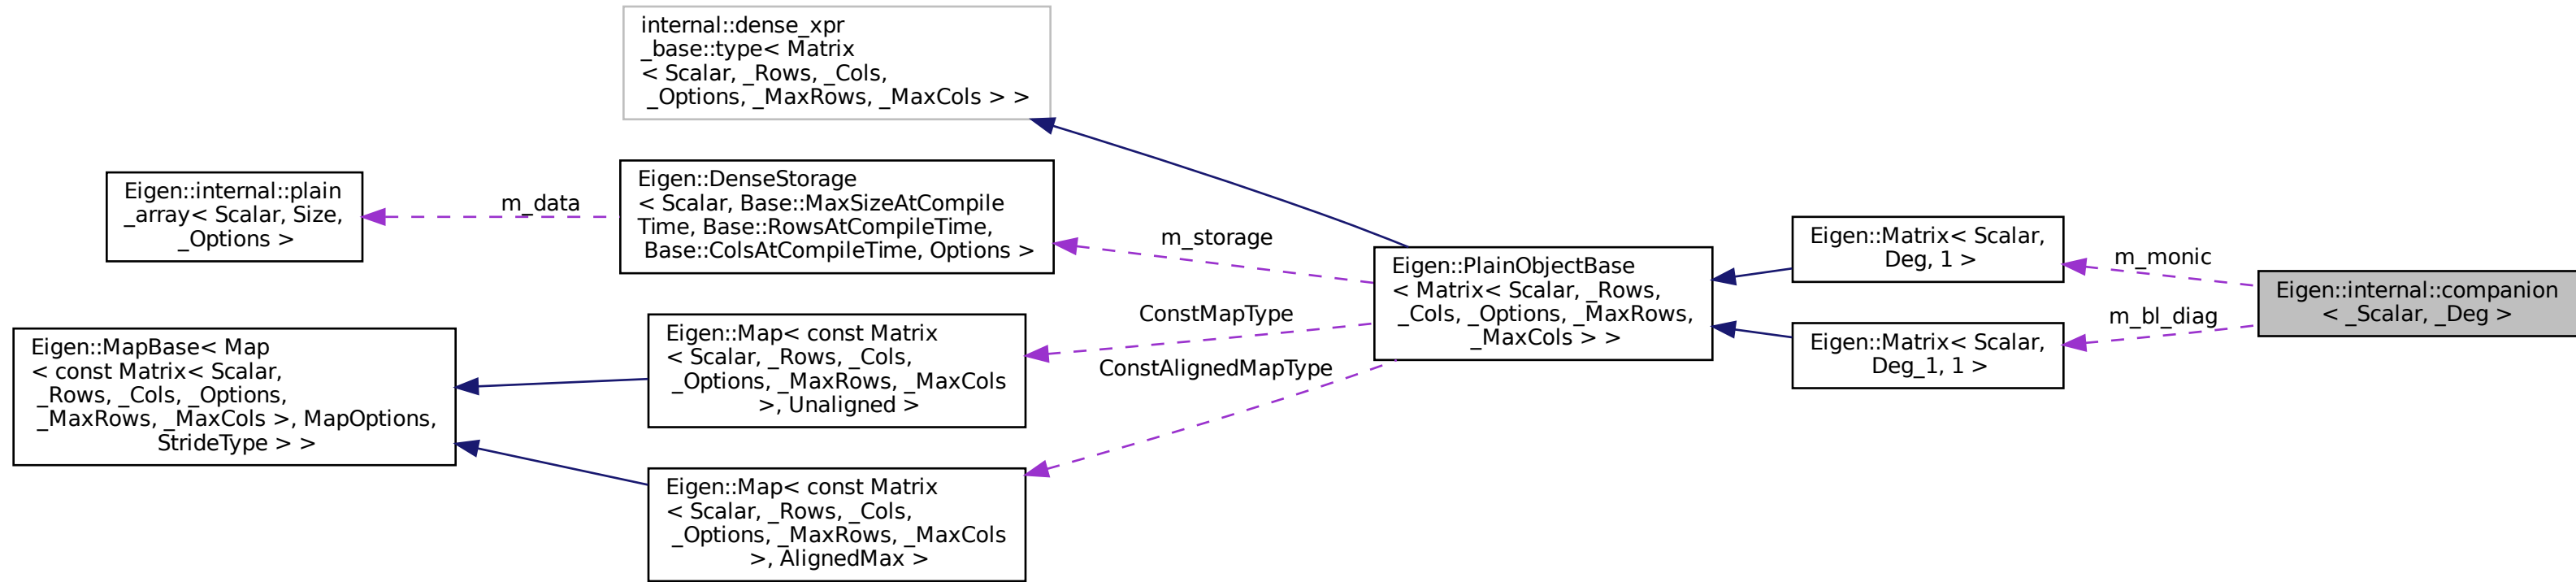 internal::dense_xpr
_base::type< Matrix
< Scalar, _Rows, _Cols,
_Options, _MaxRows, _MaxCols > >
Eigen::internal::plain
_array< Scalar, Size,
_Options >
m_data
Eigen::DenseStorage
< Scalar, Base::MaxSizeAtCompile
Time, Base::RowsAtCompileTime,
Base::ColsAtCompileTime, Options >
m_storage
Eigen::MapBase< Map
< const Matrix< Scalar,
_Rows, _Cols, _Options,
_MaxRows, _MaxCols >, MapOptions,
StrideType > >
Eigen::Map< const Matrix
< Scalar, _Rows, _Cols,
_Options, _MaxRows, _MaxCols
>, Unaligned >
ConstMapType
Eigen::Map< const Matrix
< Scalar, _Rows, _Cols,
_Options, _MaxRows, _MaxCols
>, AlignedMax >
ConstAlignedMapType
Eigen::PlainObjectBase
< Matrix< Scalar, _Rows,
_Cols, _Options, _MaxRows,
_MaxCols > >
Eigen::Matrix< Scalar,
Deg, 1 >
m_monic
Eigen::Matrix< Scalar,
Deg_1, 1 >
m_bl_diag
Eigen::internal::companion
< _Scalar, _Deg >